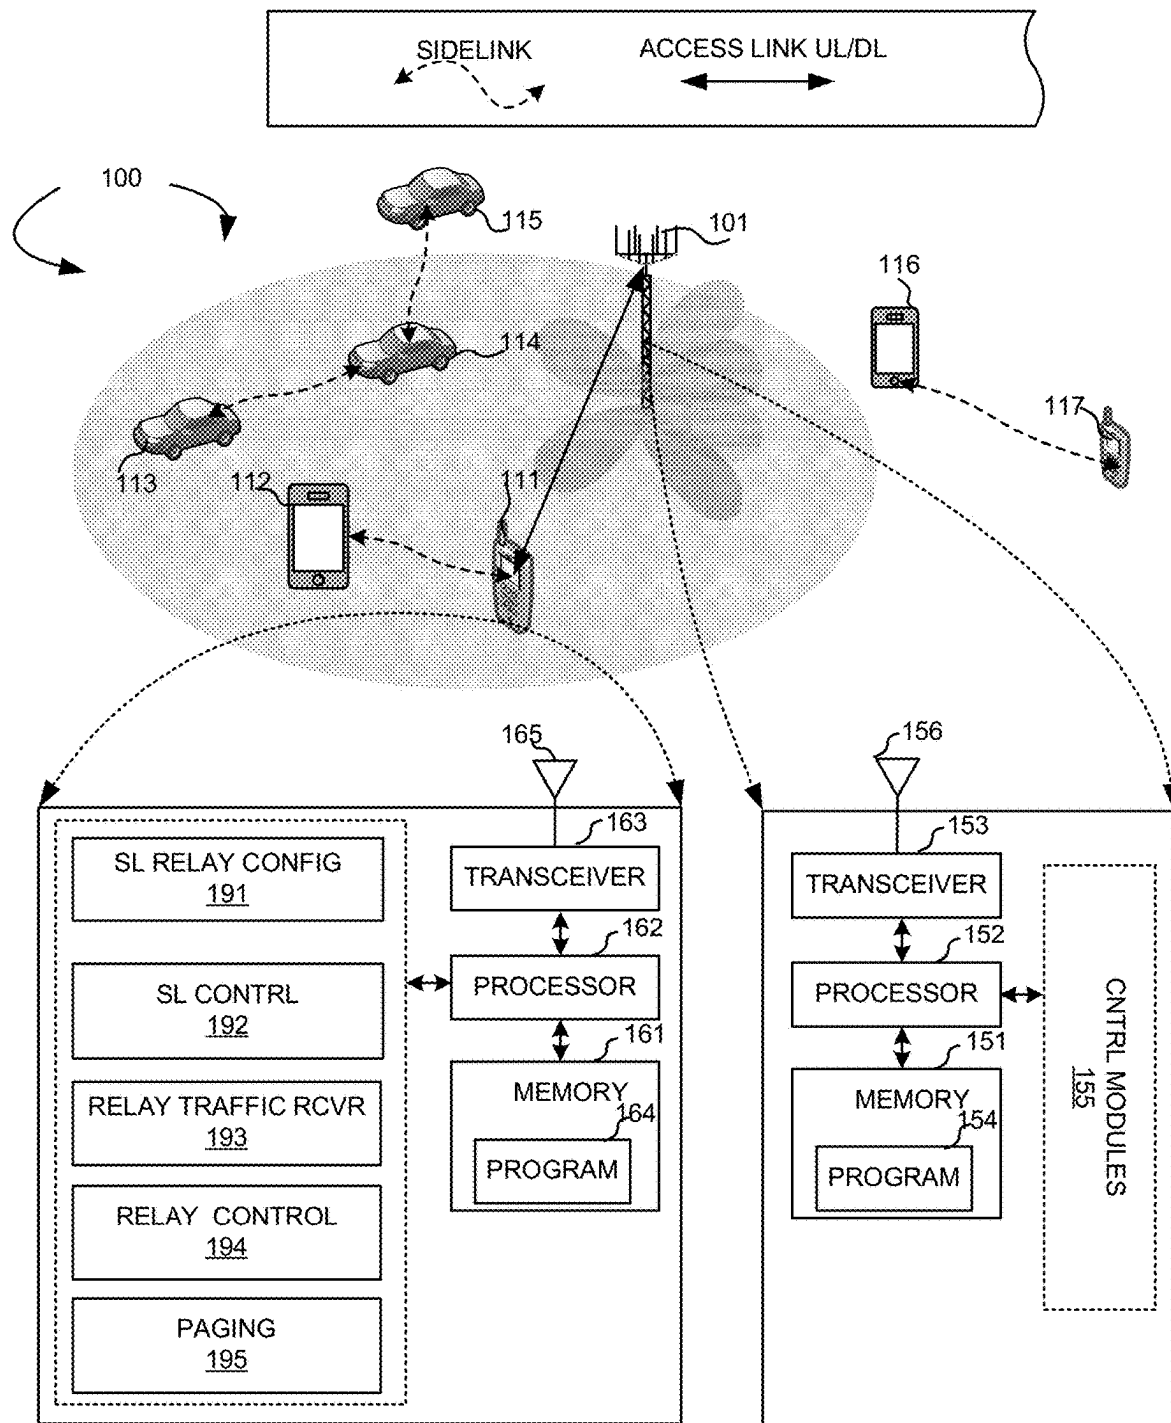 SIDELINK
ACCESS LINK UL/DL
100
115
101
116
114
117
113
112
111
165
156
163
153
SL RELAY CONFIG
191
TRANSCEIVER
TRANSCEIVER
162
152
SL CONTRL
192
PROCESSOR
PROCESSOR
161
151
RELAY TRAFFIC RCVR
193
MEMORY
MEMORY
164
154
PROGRAM
PROGRAM
RELAY CONTROL
194
CNTRL MODULES
155
PAGING
195